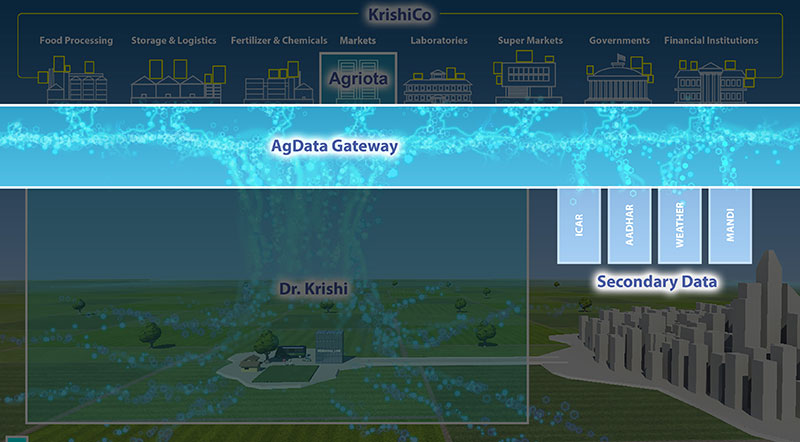 KrishiCo
Food Processing
Storage & Logistics
Fertilizer & Chemicals
Markets
Laboratories
Super Markets
Governments
Financial Institutions
Agriota
AgData Gateway
ICAR
AADHAR
WEATHER
MANDI
Secondary Data
Dr. Krishi